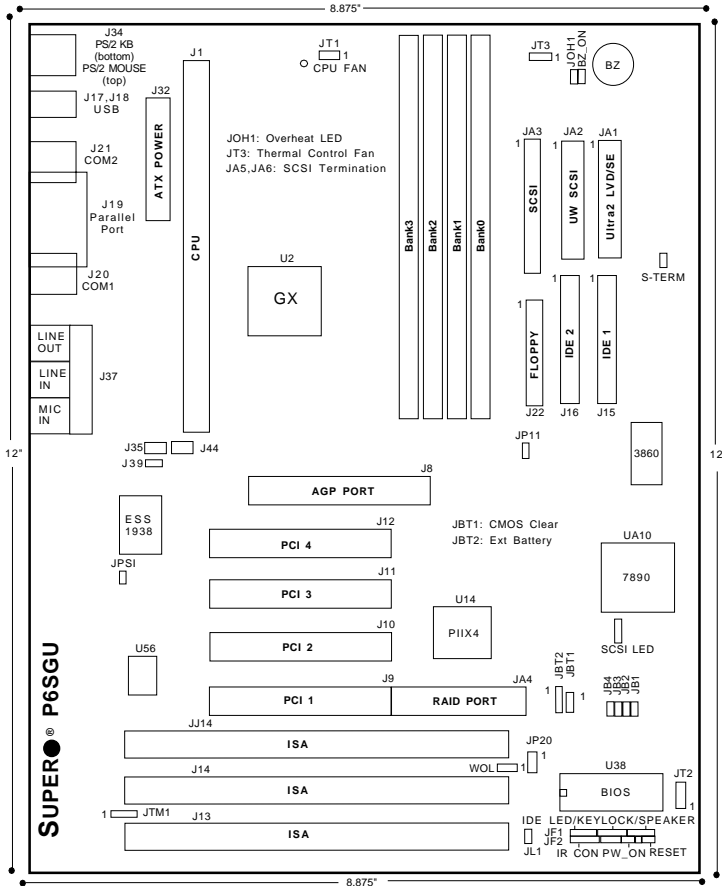 8.875"
J34
PS/2 KB
(bottom)
PS/2 MOUSE
(top)
J17,J18
USB
J21
COM2
J19
Parallel
Port
J20
COM1
LINE
OUT
LINE
IN
MIC
IN
J37
J32
ATX POWER
J1
CPU
JT1
1
CPU FAN
JOH1: Overheat LED
JT3: Thermal Control Fan
JA5,JA6: SCSI Termination
U2
GX
Bank3
Bank2
Bank1
Bank0
JT3
1
JOH1
BZ_ON
BZ
JA3
1
SCSI
JA2
1
UW SCSI
JA1
1
Ultra2 LVD/SE
S-TERM
1
FLOPPY
J22
1
IDE 2
J16
1
IDE 1
J15
12"
12
J35
J44
J39
JP11
3860
J8
AGP PORT
ESS
1938
JPSI
J12
PCI 4
J11
PCI 3
J10
PCI 2
J9
PCI 1
JA4
RAID PORT
JBT1: CMOS Clear
JBT2: Ext Battery
UA10
7890
U14
PIIX4
SCSI LED
U56
JBT2
1
JBT1
1
JB4
JB3
JB2
JB1
SUPER® P6SGU
JJ14
ISA
WOL
1
JP20
1
J14
ISA
U38
BIOS
JT2
1
1
JTM1
J13
ISA
IDE LED/KEYLOCK/SPEAKER
JF1
JF2
JL1
IR CON PW_ON RESET
8.875"